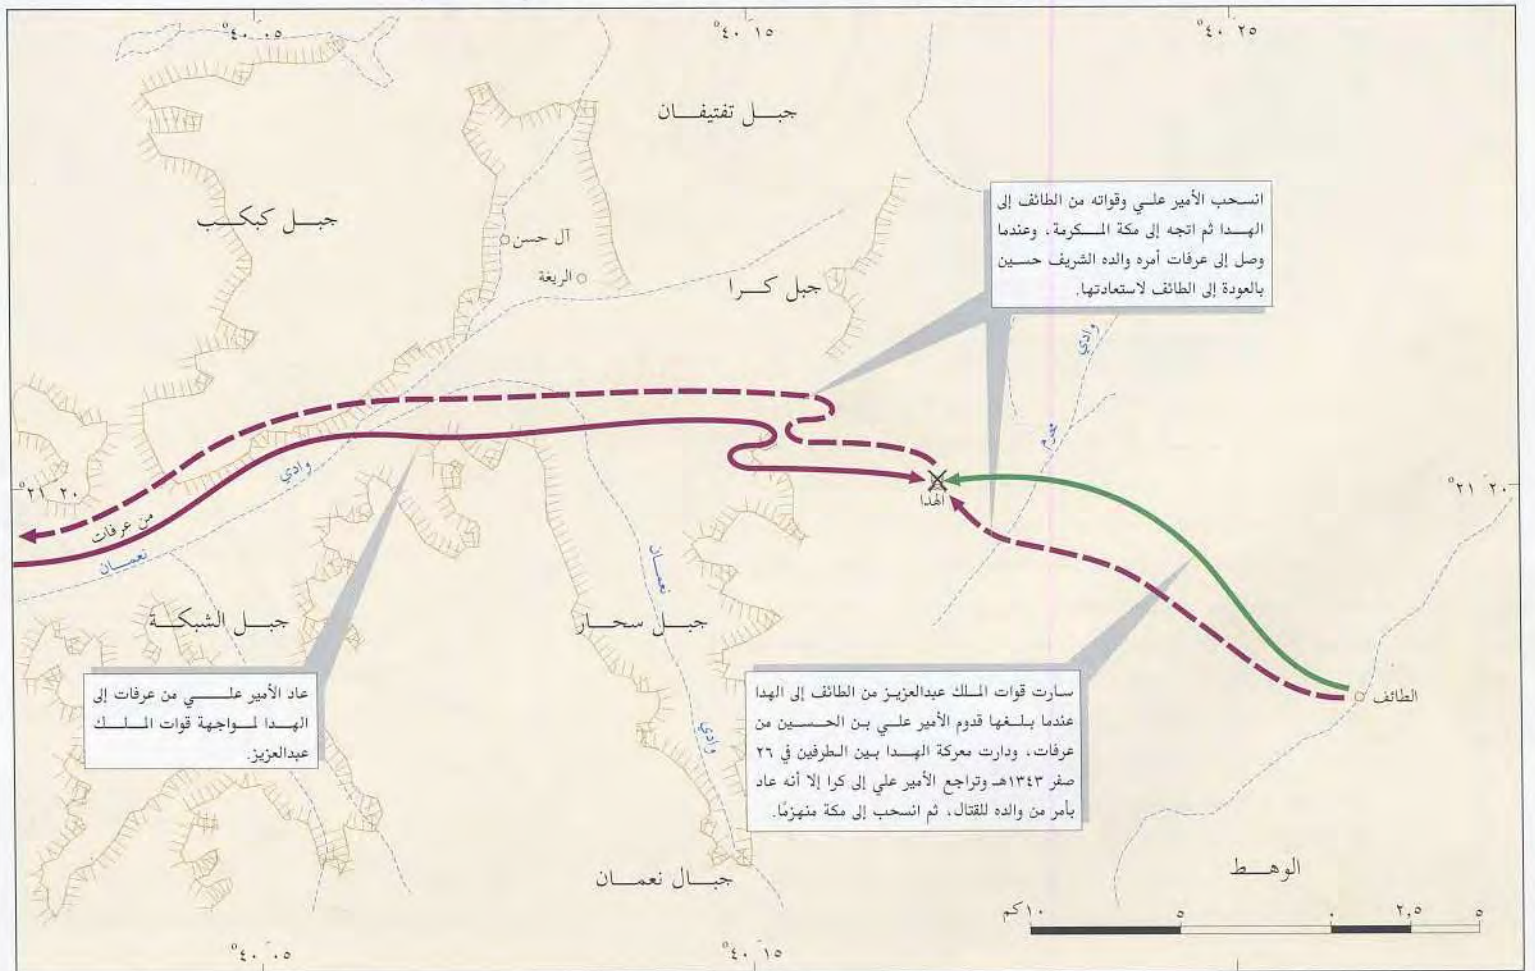 ٤٠ ٠٥°
٤٠ ١٥°
٤٠ ٢٥°
جبل تفتيفان
جبل كبكب
آل حسن
الريغة
جبل كرا
انسحب الأمير علي وقواته من الطائف إلى
الهدا ثم اتجه إلى مكة المكرمة، وعندما
وصل إلى عرفات أمره والده الشريف حسين
بالعودة إلى الطائف لاستعادتها.
وادي
محرم
وادي
نعمان
من عرفات
٢١ ٢٠°
٢١ ٢٠°
الهدا
نعمان
وادي
جبل الشبكة
جبل سحار
الطائف
عاد الأمير علي من عرفات إلى
الهدا لمواجهة قوات الملك
عبدالعزيز.
سارت قوات الملك عبدالعزيز من الطائف إلى الهدا
عندما بلغها قدوم الأمير علي بن الحسين من
عرفات، ودارت معركة الهدا بين الطرفين في ٢٦
صفر ١٣٤٣هـ وتراجع الأمير علي إلى كرا إلا أنه عاد
بأمر من والده للقتال، ثم انسحب إلى مكة منهزمًا.
جبال نعمان
الوهط
١٠كم ٥ ٠ ٢,٥ ٥
٤٠ ٠٥°
٤٠ ١٥°